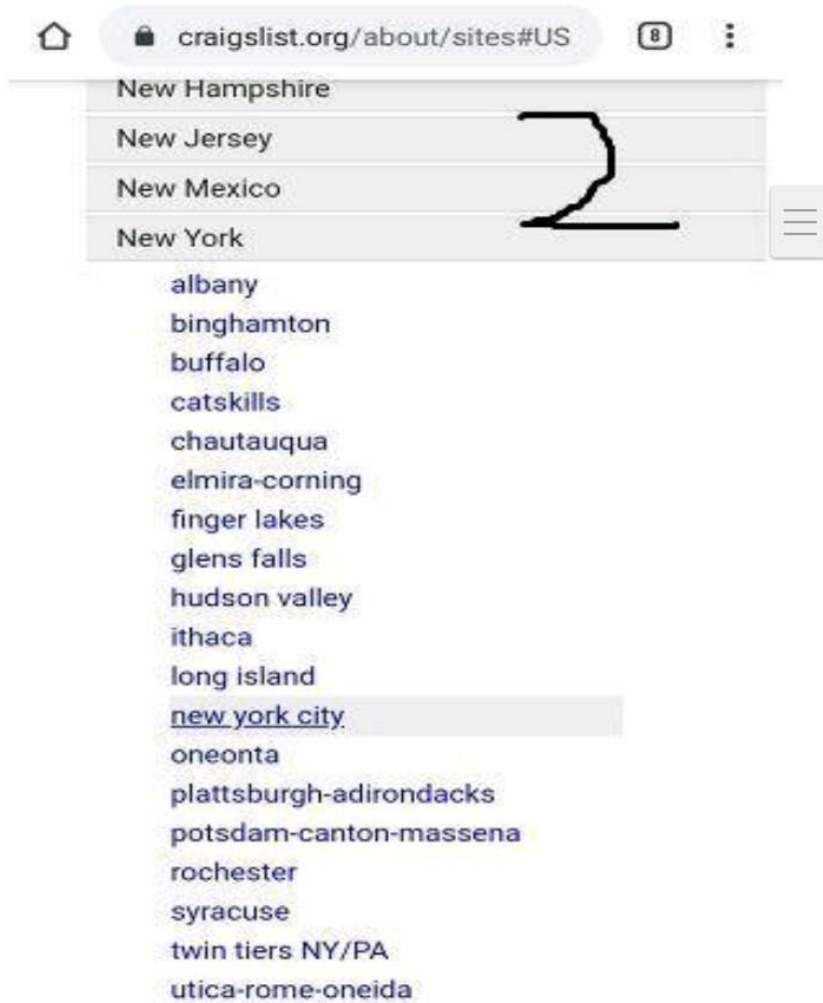 craigslist.org/about/sites#US 8
New Hampshire
New Jersey
2
New Mexico
New York
albany
binghamton
buffalo
catskills
chautauqua
elmira-corning
finger lakes
glens falls
hudson valley
ithaca
long island
new york city
oneonta
plattsburgh-adirondacks
potsdam-canton-massena
rochester
syracuse
twin tiers NY/PA
utica-rome-oneida